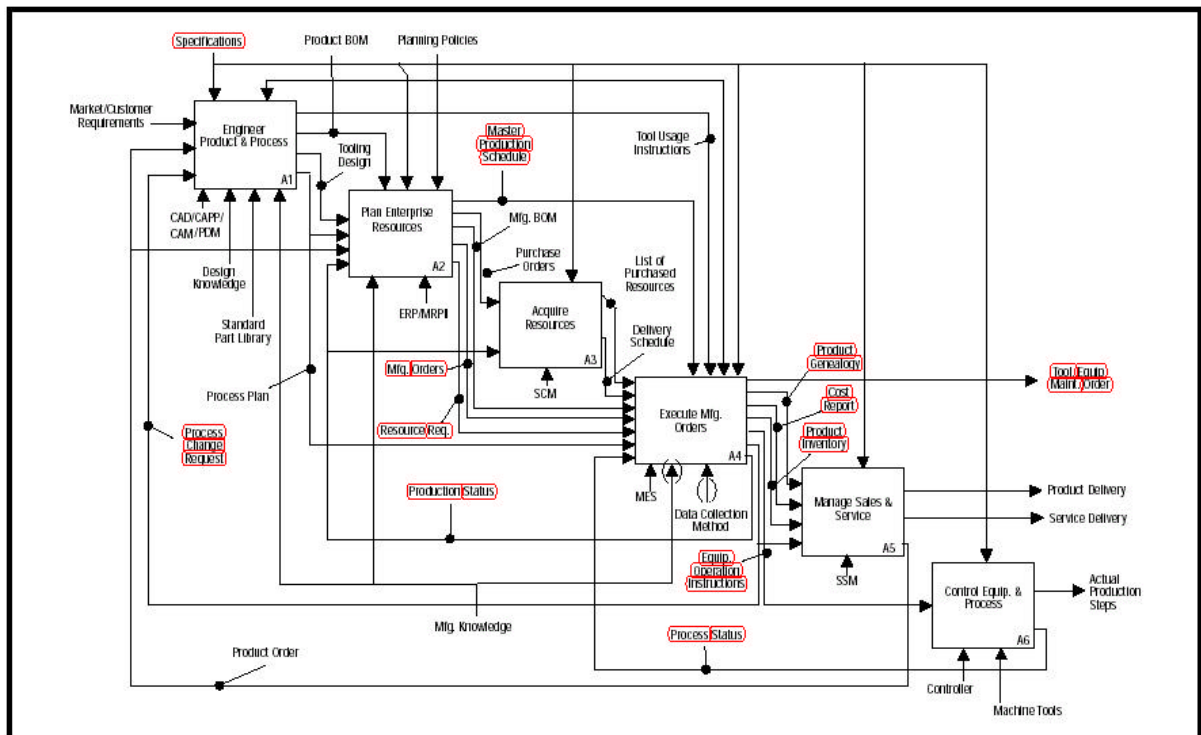 Specifications
Product BOM
Planning Policies
Market/Customer
Requirements
Engineer
Product & Process
A1
Tooling
Design
Master
Production
Schedule
Tool Usage
Instructions
CAD/CAPP/
CAM/PDM
Plan Enterprise
Resources
A2
Mfg. BOM
Purchase
Orders
List of
Purchased
Resources
Design
Knowledge
ERP/MRPII
Acquire
Resources
A3
Standard
Part Library
Delivery
Schedule
Mfg. Orders
Product
Genealogy
Tool/Equip
Maint./Order
Process Plan
SCM
Execute Mfg.
Orders
A4
Cost
Report
Resource Req.
Process
Change
Request
Product
Inventory
Production Status
MES
Data Collection
Method
Manage Sales &
Service
A5
Product Delivery
Service Delivery
Equip.
Operation
Instructions
SSM
Control Equip. &
Process
A6
Actual
Production
Steps
Mfg. Knowledge
Process Status
Product Order
Controller
Machine Tools